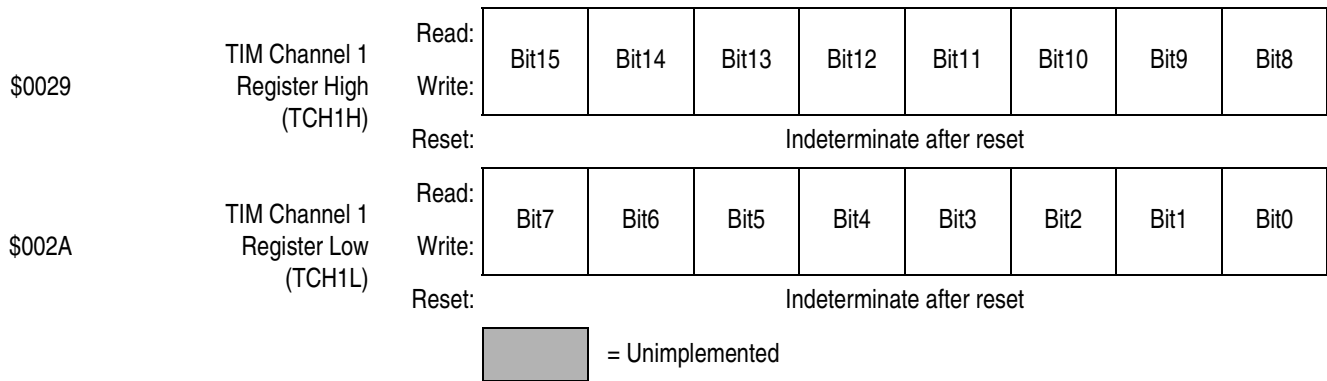 $0029
TIM Channel 1
Register High
(TCH1H)
Read:
Write:
Bit15 Bit14 Bit13 Bit12 Bit11 Bit10 Bit9 Bit8
Reset:
Indeterminate after reset
$002A
TIM Channel 1
Register Low
(TCH1L)
Read:
Write:
Bit7 Bit6 Bit5 Bit4 Bit3 Bit2 Bit1 Bit0
Reset:
Indeterminate after reset
= Unimplemented